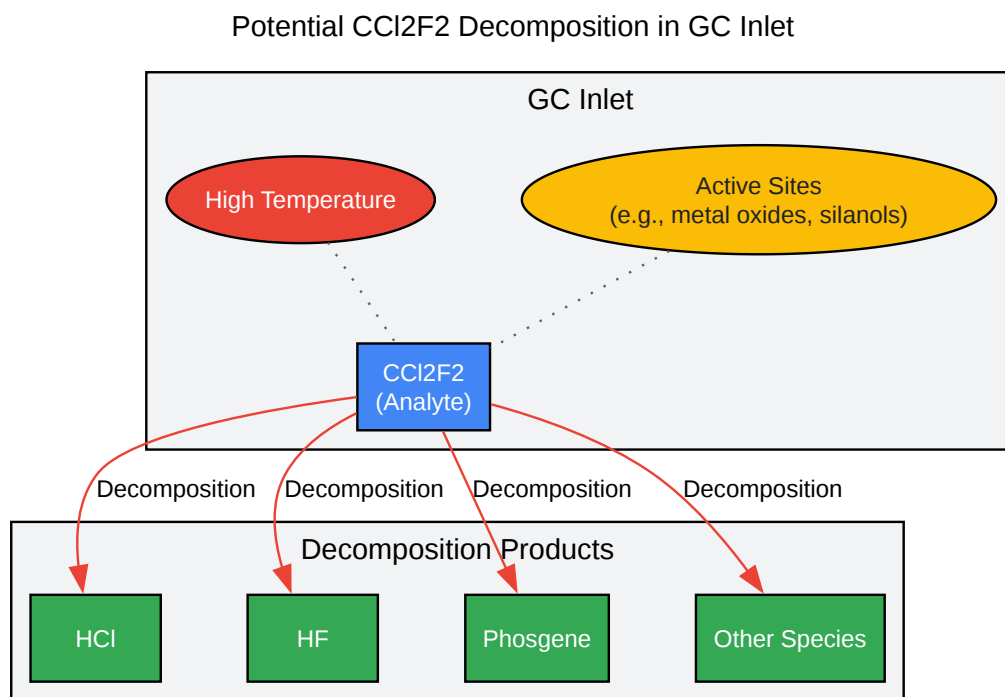 Potential CCl2F2 Decomposition in GC Inlet
GC Inlet
High Temperature
Active Sites
(e.g., metal oxides, silanols)
CCl2F2
(Analyte)
Decomposition
Decomposition
Decomposition
Decomposition
Decomposition Products
HCl
HF
Phosgene
Other Species